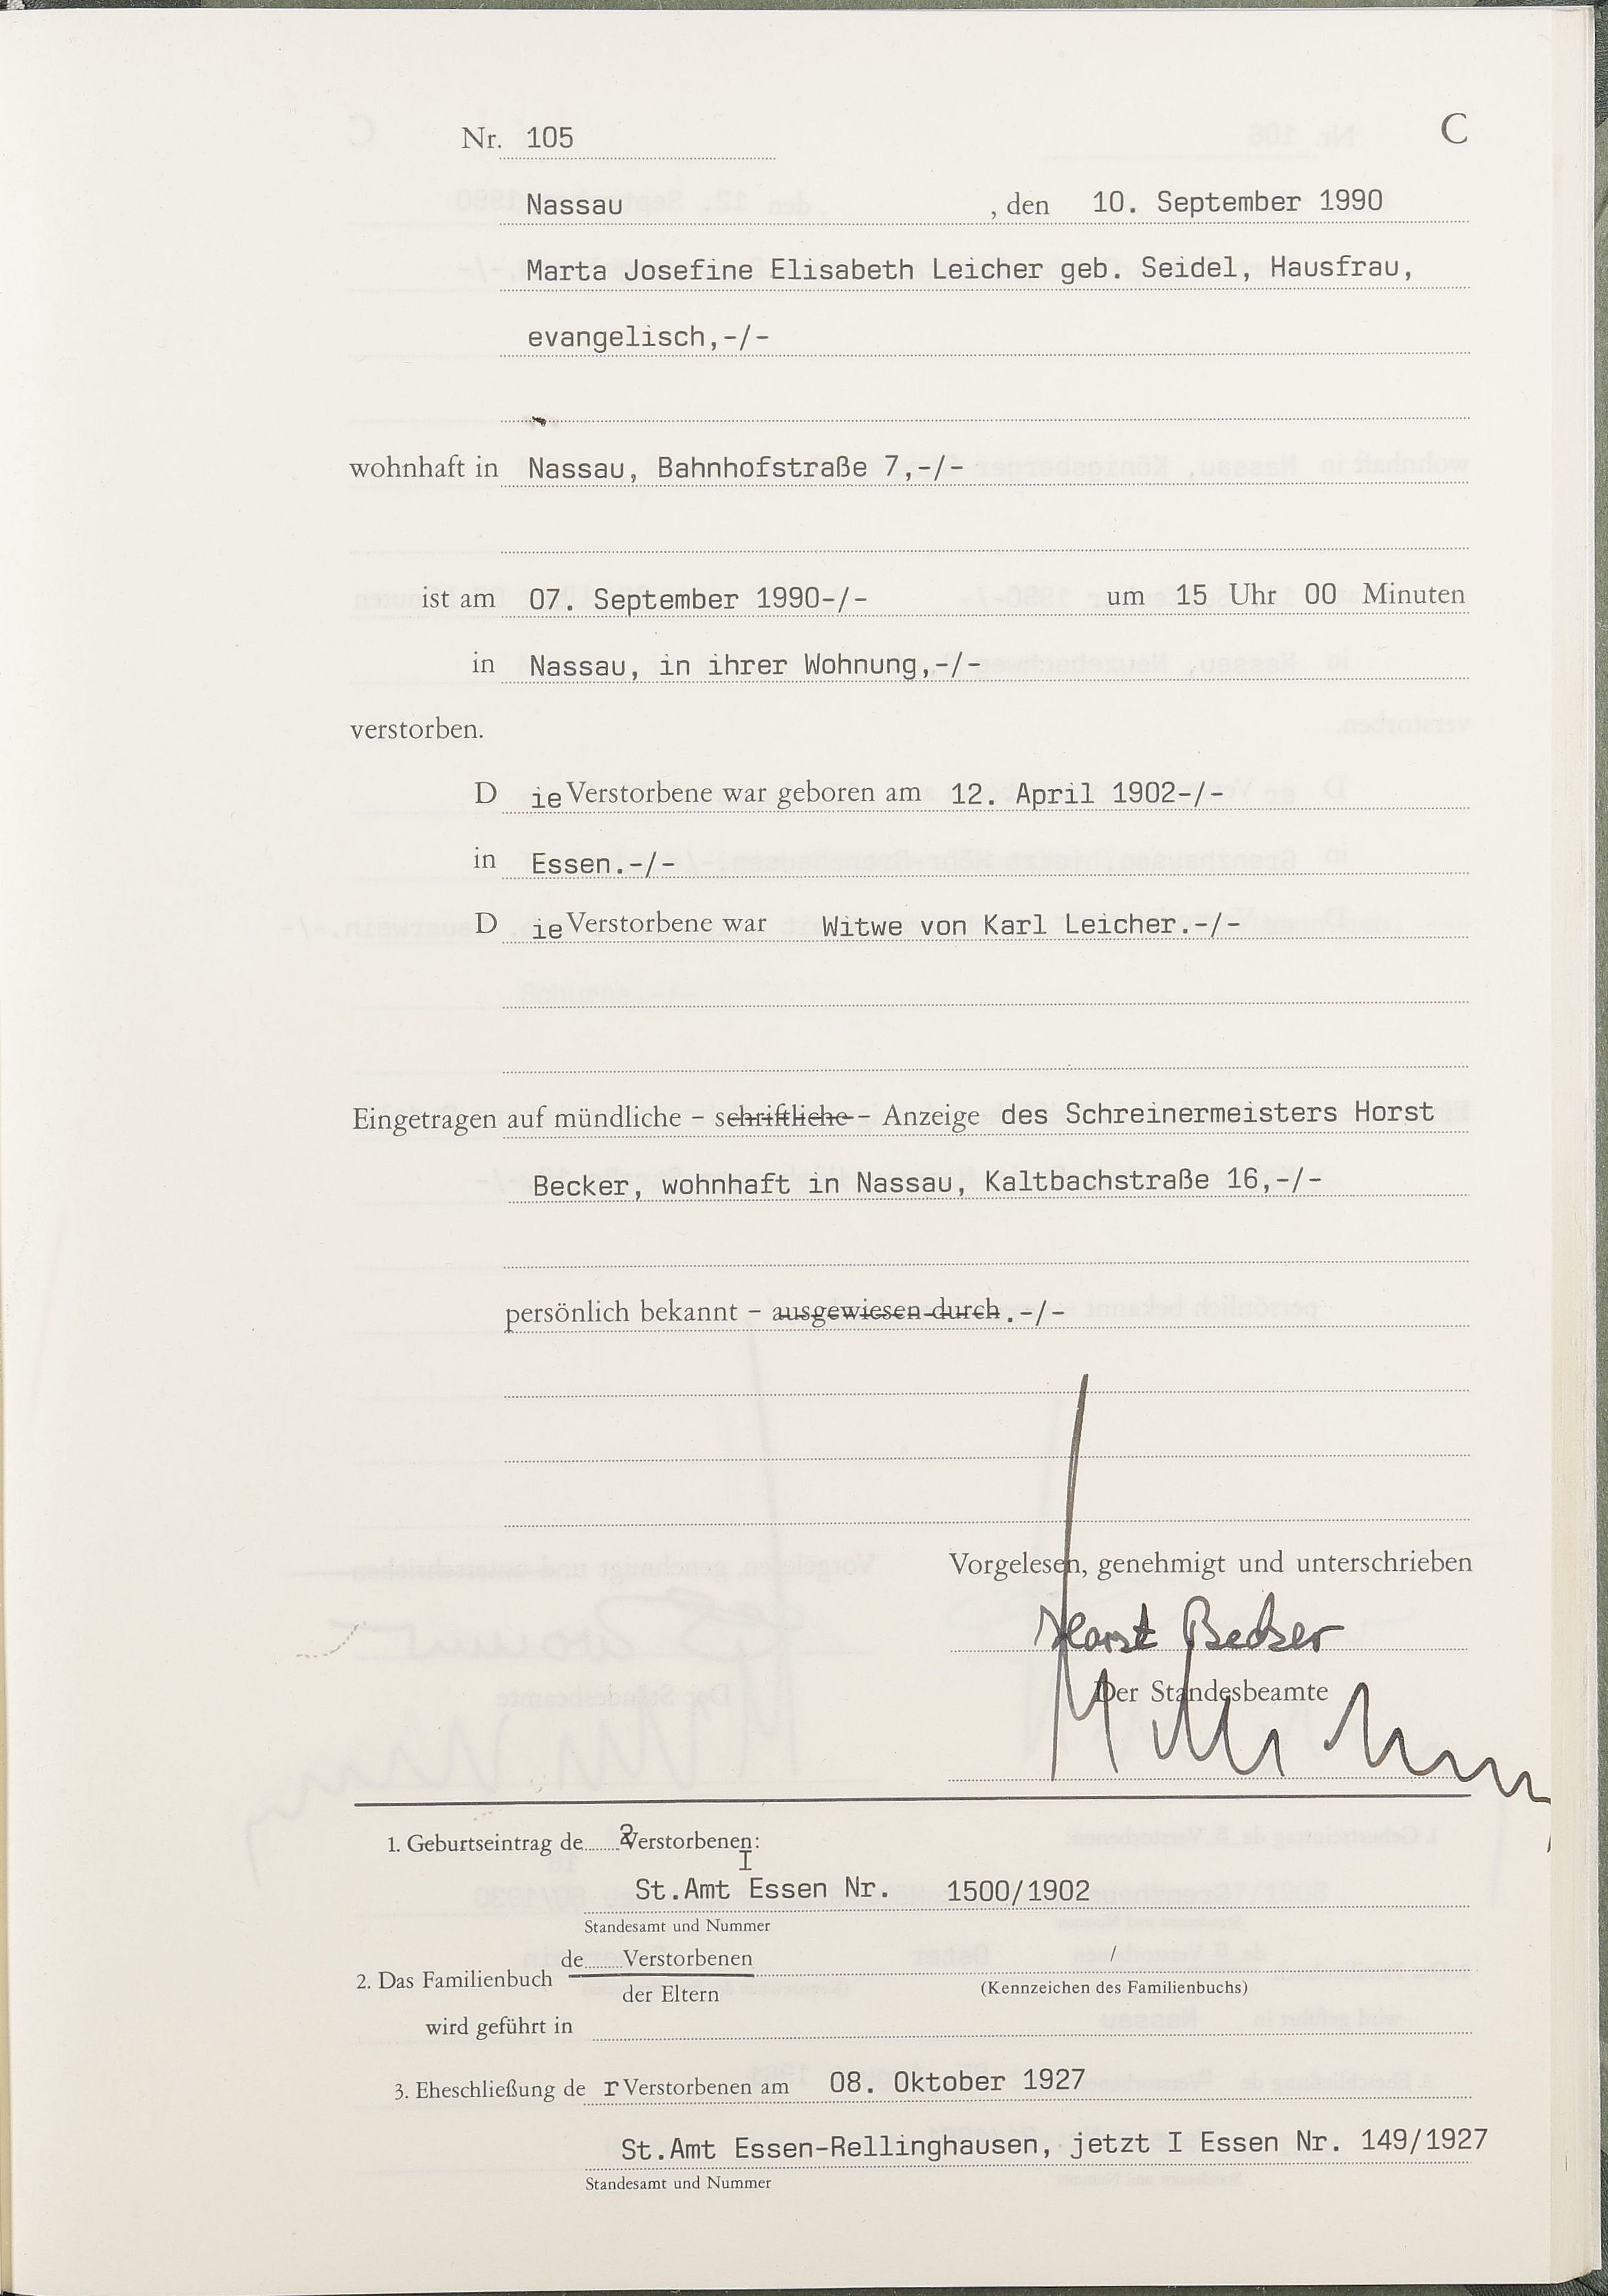 Nr. 105 C
Nassau , den 10. September 1990
Marta Josefine Elisabeth Leicher geb. Seidel, Hausfrau,
evangelisch,-/-
wohnhaft in Nassau, Bahnhofstraße 7,-/-
ist am 07. September 1990-/- um 15 Uhr 00 Minuten
in Nassau, in ihrer Wohnung,-/-
verstorben.
D ie Verstorbene war geboren am 12. April 1902-/-
in Essen.-/-
D ie Verstorbene war Witwe von Karl Leicher.-/-
Eingetragen auf mündliche – schriftliche – Anzeige des Schreinermeisters Horst
Becker, wohnhaft in Nassau, Kaltbachstraße 16,-/-
persönlich bekannt – ausgewiesen durch.-/-
Vorgelesen, genehmigt und unterschrieben
Horst Becker
Der Standesbeamte
1. Geburtseintrag de Verstorbenen:
I
St.Amt Essen Nr. 1500/1902
Standesamt und Nummer
de Verstorbenen /
2. Das Familienbuch
der Eltern (Kennzeichen des Familienbuchs)
wird geführt in
3. Eheschließung de r Verstorbenen am 08. Oktober 1927
St.Amt Essen-Rellinghausen, jetzt I Essen Nr. 149/1927
Standesamt und Nummer